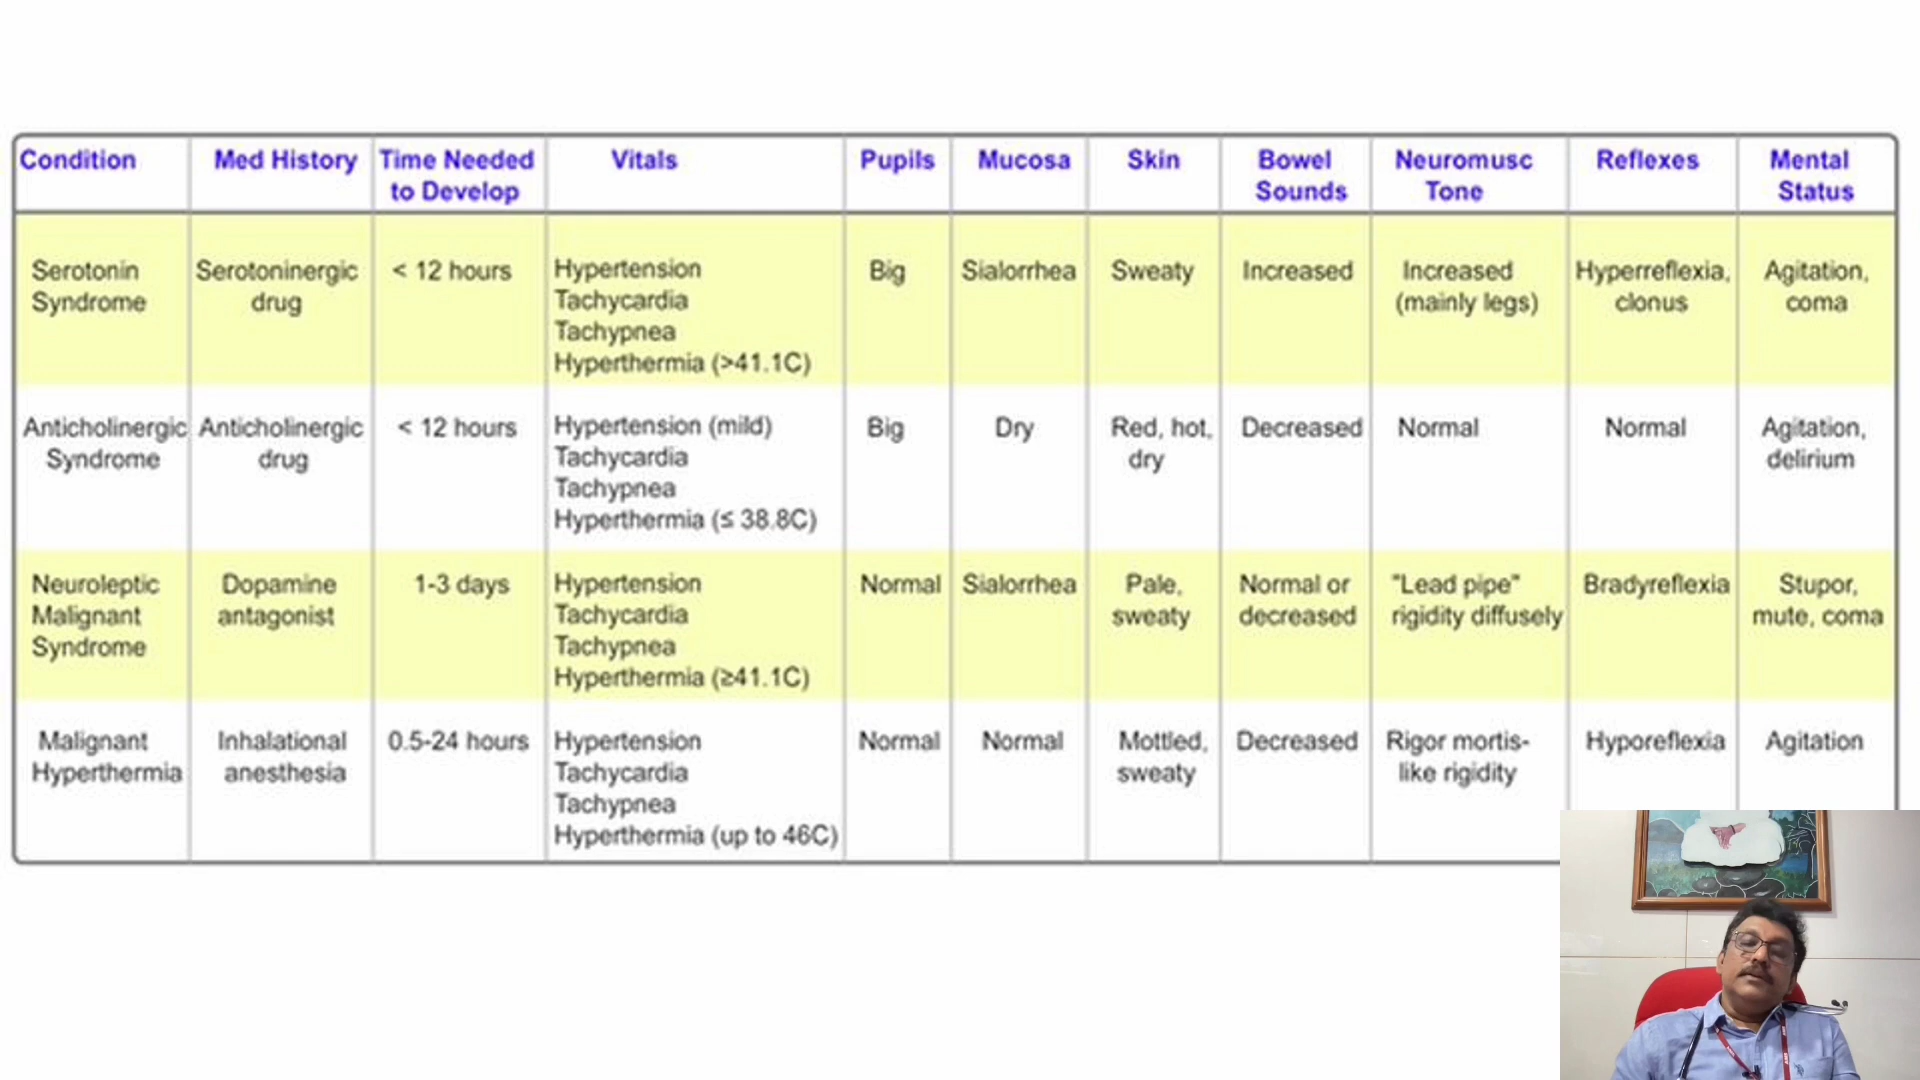 Condition Med History Time Needed to Develop Vitals Pupils Mucosa Skin Bowel Sounds Neuromusc Tone Reflexes Mental Status
Serotonin Syndrome Serotoninergic drug < 12 hours Hypertension Tachycardia Tachypnea Hyperthermia (>41.1C) Big Sialorrhea Sweaty Increased Increased (mainly legs) Hyperreflexia, clonus Agitation, coma
Anticholinergic Syndrome Anticholinergic drug < 12 hours Hypertension (mild) Tachycardia Tachypnea Hyperthermia (≤ 38.8C) Big Dry Red, hot, dry Decreased Normal Normal Agitation, delirium
Neuroleptic Malignant Syndrome Dopamine antagonist 1-3 days Hypertension Tachycardia Tachypnea Hyperthermia (≥41.1C) Normal Sialorrhea Pale, sweaty Normal or decreased "Lead pipe" rigidity diffusely Bradyreflexia Stupor, mute, coma
Malignant Hyperthermia Inhalational anesthesia 0.5-24 hours Hypertension Tachycardia Tachypnea Hyperthermia (up to 46C) Normal Normal Mottled, sweaty Decreased Rigor mortis-like rigidity Hyporeflexia Agitation